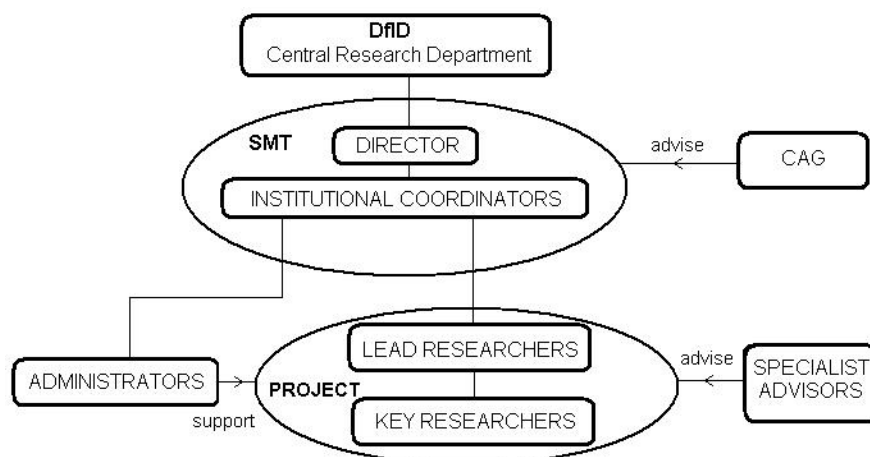 DfID
Central Research Department
SMT
DIRECTOR
advise
CAG
INSTITUTIONAL COORDINATORS
LEAD RESEARCHERS
advise
SPECIALIST
ADVISORS
ADMINISTRATORS
PROJECT
support
KEY RESEARCHERS